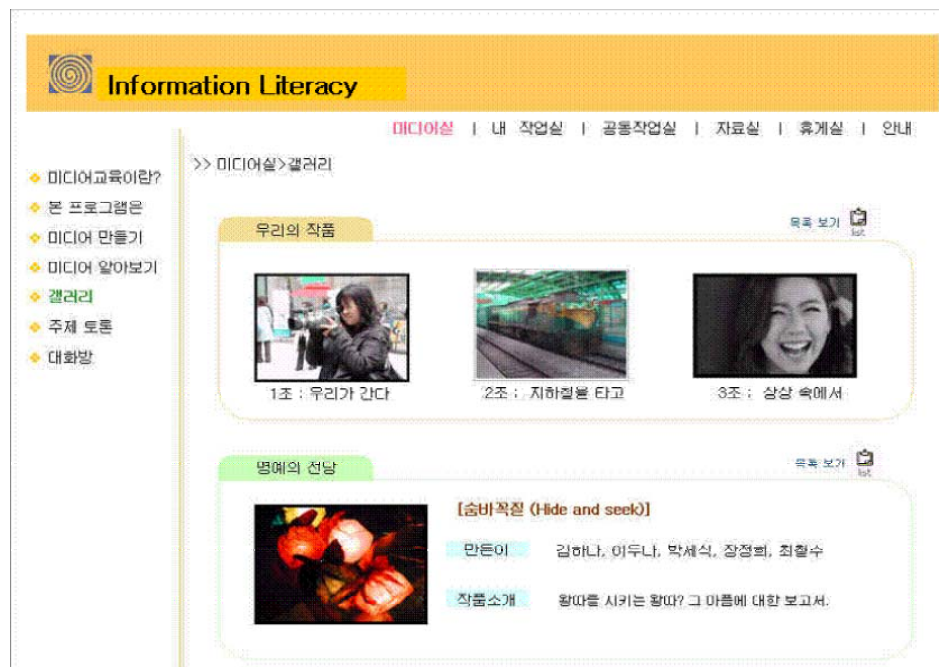 Information Literacy
미디어실 | 내 작업실 | 공동작업실 | 자료실 | 휴게실 | 안내
>> 미디어실>갤러리
미디어교육이란?
본 프로그램은
미디어 만들기
미디어 알아보기
갤러리
주제 토론
대화방
우리의 작품
목록 보기
list
1조 : 우리가 간다
2조 : 지하철을 타고
3조 : 상상 속에서
명예의 전당
목록 보기
list
[숨바꼭질 (Hide and seek)]
만든이 김하나, 이두나, 박세식, 장정희, 최철수
작품소개 왕따를 시키는 왕따? 그 아픔에 대한 보고서.